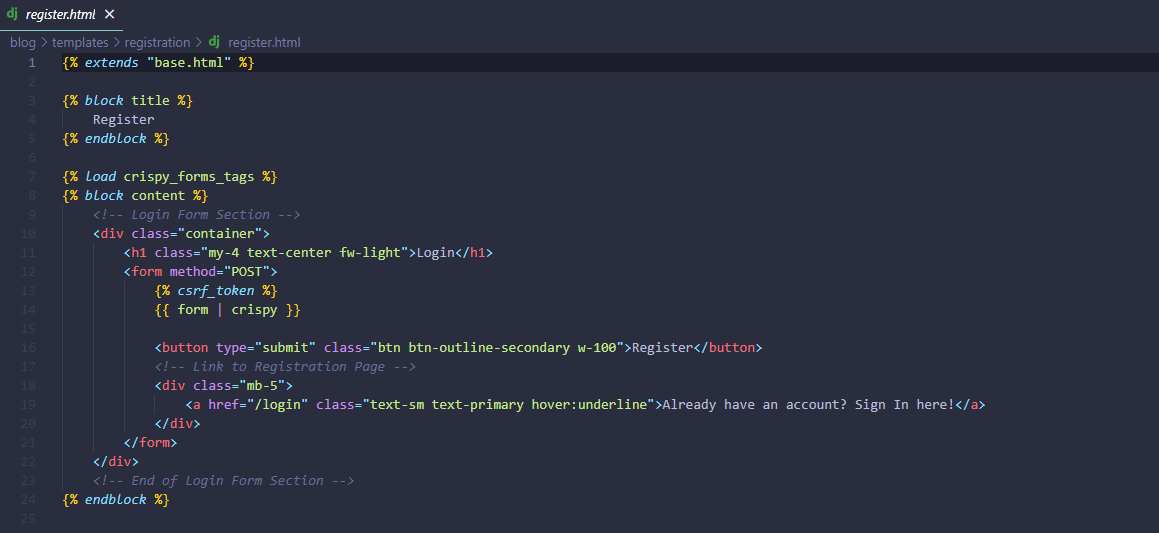 dj register.html ×
blog > templates > registration > dj register.html
1 {% extends "base.html" %}
2
3 {% block title %}
4     Register
5 {% endblock %}
6
7 {% load crispy_forms_tags %}
8 {% block content %}
9     <!-- Login Form Section -->
10     <div class="container">
11         <h1 class="my-4 text-center fw-light">Login</h1>
12         <form method="POST">
13             {% csrf_token %}
14             {{ form | crispy }}
15
16             <button type="submit" class="btn btn-outline-secondary w-100">Register</button>
17             <!-- Link to Registration Page -->
18             <div class="mb-5">
19                 <a href="/login" class="text-sm text-primary hover:underline">Already have an account? Sign In here!</a>
20             </div>
21         </form>
22     </div>
23     <!-- End of Login Form Section -->
24 {% endblock %}
25